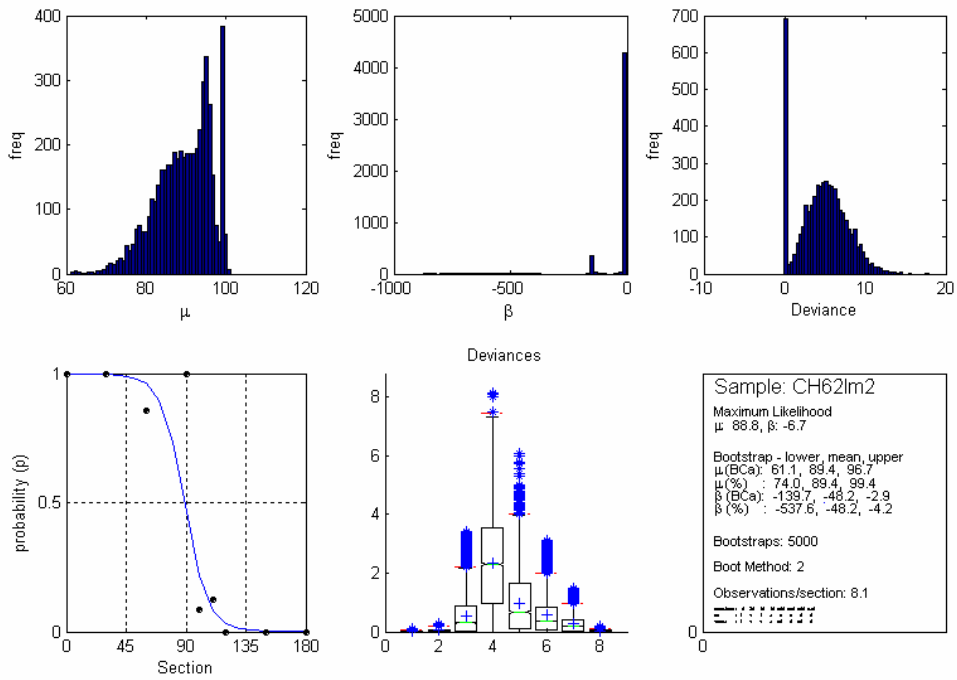 400
300
200
100
0
freq
60 80 100 120
μ
5000
4000
3000
2000
1000
0
freq
-1000 -500 0
β
700
600
500
400
300
200
100
0
freq
-10 0 10 20
Deviance
1
0.5
0
probability (p)
0 45 90 135 180
Section
Deviances
8
6
4
2
0
0 2 4 6 8
0
0
Sample: CH62lm2
Maximum Likelihood
μ: 88.8, β: -6.7
Bootstrap - lower, mean, upper
μ(BCa): 61.1, 89.4, 96.7
μ(%) : 74.0, 89.4, 99.4
β(BCa): -139.7, -48.2, -2.9
β(%) : -537.6, -48.2, -4.2
Bootstraps: 5000
Boot Method: 2
Observations/section: 8.1